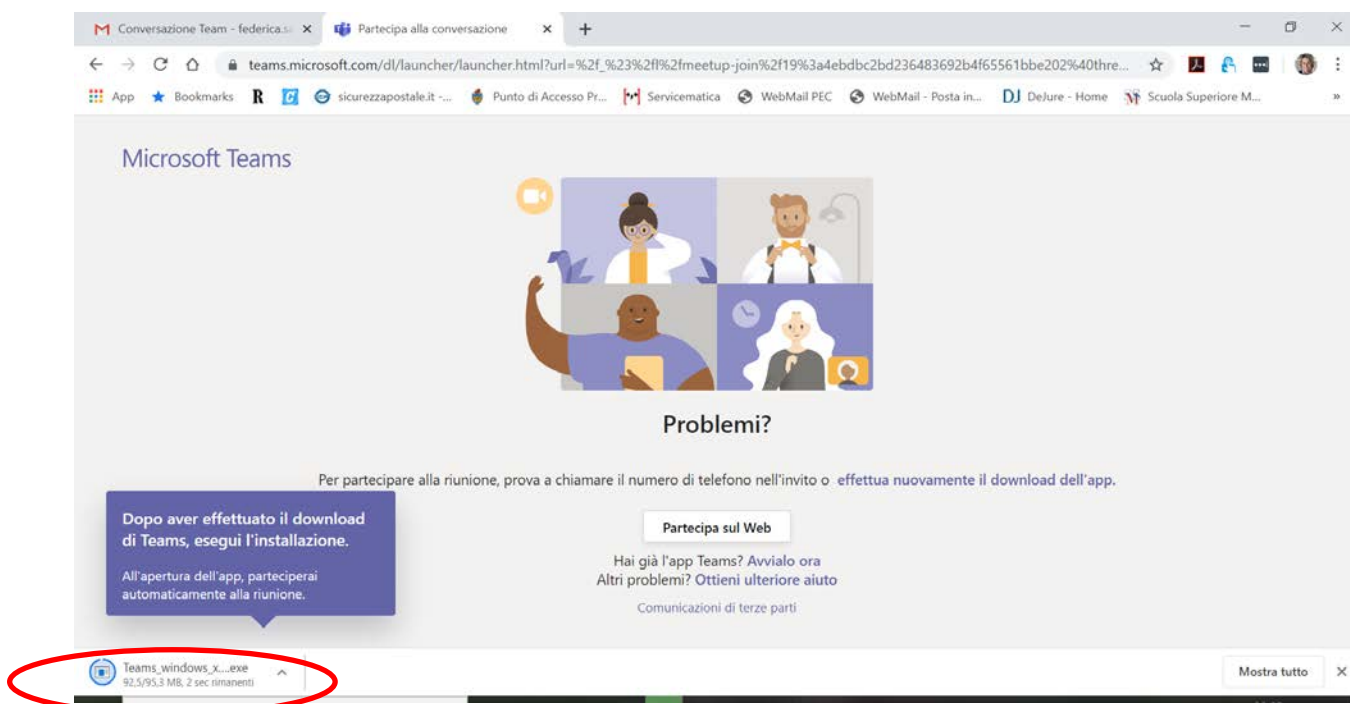 Conversazione Team - federica.s
Partecipa alla conversazione
teams.microsoft.com/dl/launcher/launcher.html?url=%2f_%23%2fl%2fmeetup-join%2f19%3a4ebdbc2bd236483692b4f65561bbe202%40thre...
App
Bookmarks
R
sicurezzapostale.it -...
Punto di Accesso Pr...
Servicematica
WebMail PEC
WebMail - Posta in...
DJ DeJure - Home
Scuola Superiore M...
»
Microsoft Teams
Problemi?
Per partecipare alla riunione, prova a chiamare il numero di telefono nell'invito o effettua nuovamente il download dell'app.
Dopo aver effettuato il download
di Teams, esegui l'installazione.
All'apertura dell'app, parteciperai
automaticamente alla riunione.
Partecipa sul Web
Hai già l'app Teams? Avvialo ora
Altri problemi? Ottieni ulteriore aiuto
Comunicazioni di terze parti
Teams_windows_x....exe
92,5/95,3 MB, 2 sec rimanenti
Mostra tutto